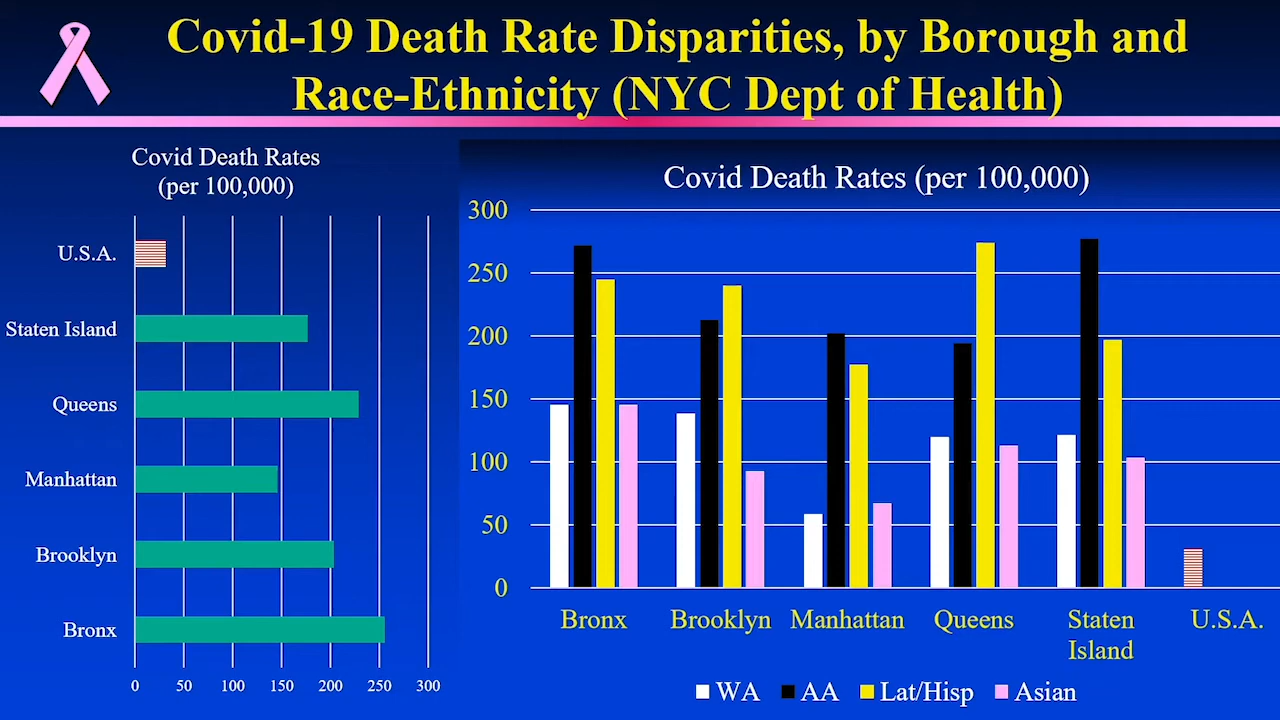 Covid-19 Death Rate Disparities, by Borough and
Race-Ethnicity (NYC Dept of Health)
Covid Death Rates
(per 100,000)
U.S.A.
Staten Island
Queens
Manhattan
Brooklyn
Bronx
0 50 100 150 200 250 300
Covid Death Rates (per 100,000)
300
250
200
150
100
50
0
Bronx Brooklyn Manhattan Queens Staten Island U.S.A.
WA AA Lat/Hisp Asian